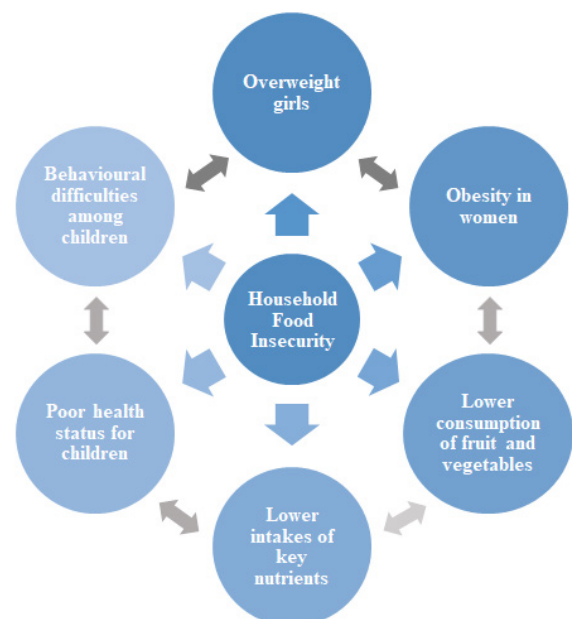 Overweight
girls
Behavioural
difficulties
among
children
Obesity in
women
Household
Food
Insecurity
Poor health
status for
children
Lower
consumption
of fruit and
vegetables
Lower
intakes of
key
nutrients